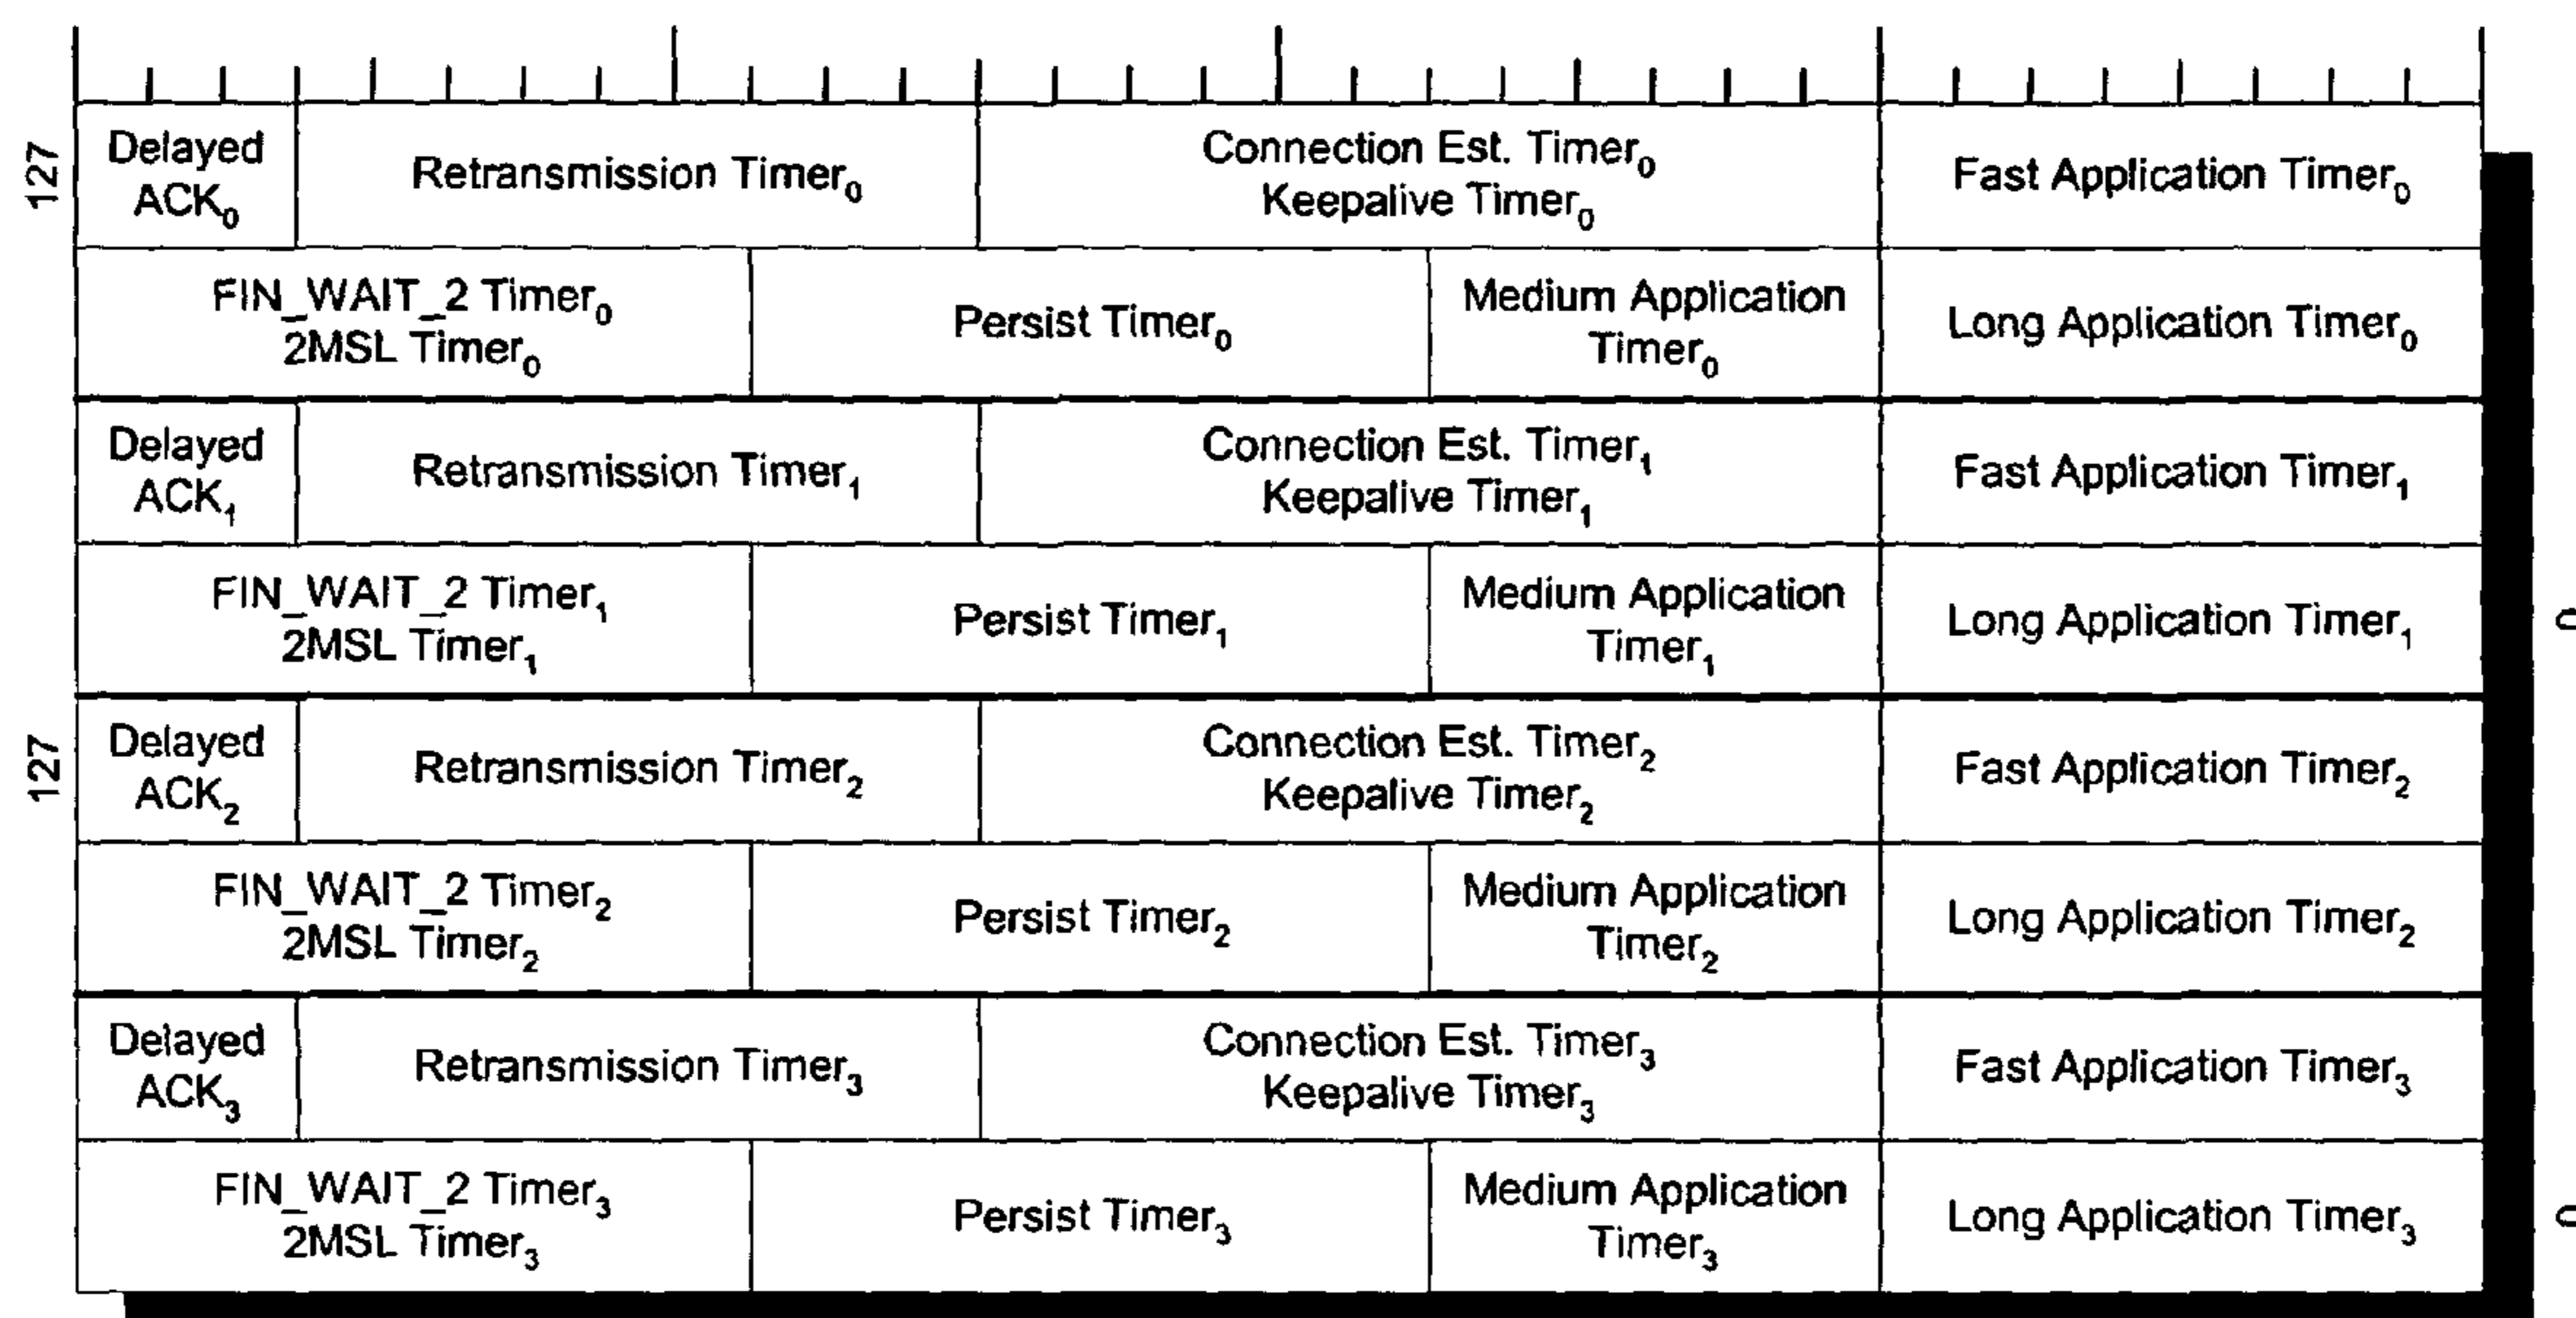 127
Delayed
ACK₀
Retransmission Timer₀
Connection Est. Timer₀
Keepalive Timer₀
Fast Application Timer₀
FIN_WAIT_2 Timer₀
2MSL Timer₀
Persist Timer₀
Medium Application
Timer₀
Long Application Timer₀
Delayed
ACK₁
Retransmission Timer₁
Connection Est. Timer₁
Keepalive Timer₁
Fast Application Timer₁
FIN_WAIT_2 Timer₁
2MSL Timer₁
Persist Timer₁
Medium Application
Timer₁
Long Application Timer₁
0
127
Delayed
ACK₂
Retransmission Timer₂
Connection Est. Timer₂
Keepalive Timer₂
Fast Application Timer₂
FIN_WAIT_2 Timer₂
2MSL Timer₂
Persist Timer₂
Medium Application
Timer₂
Long Application Timer₂
Delayed
ACK₃
Retransmission Timer₃
Connection Est. Timer₃
Keepalive Timer₃
Fast Application Timer₃
FIN_WAIT_2 Timer₃
2MSL Timer₃
Persist Timer₃
Medium Application
Timer₃
Long Application Timer₃
0